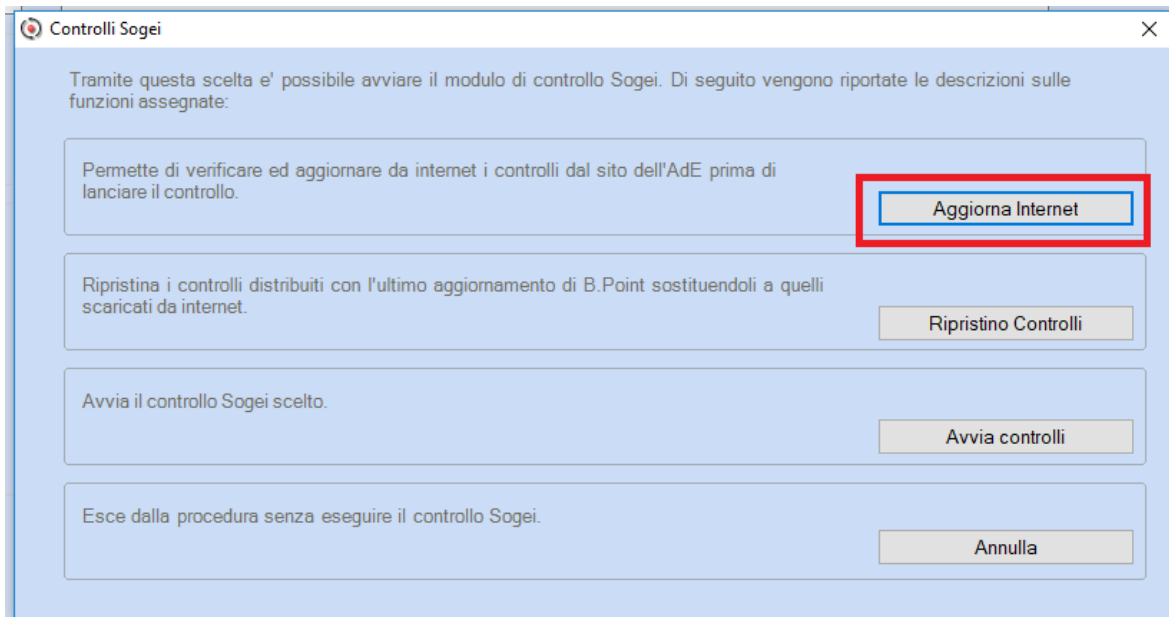 Controlli Sogei
Tramite questa scelta e' possibile avviare il modulo di controllo Sogei. Di seguito vengono riportate le descrizioni sulle
funzioni assegnate:
Permette di verificare ed aggiornare da internet i controlli dal sito dell'AdE prima di
lanciare il controllo.
Aggiorna Internet
Ripristina i controlli distribuiti con l'ultimo aggiornamento di B.Point sostituendoli a quelli
scaricati da internet.
Ripristino Controlli
Avvia il controllo Sogei scelto.
Avvia controlli
Esce dalla procedura senza eseguire il controllo Sogei.
Annulla